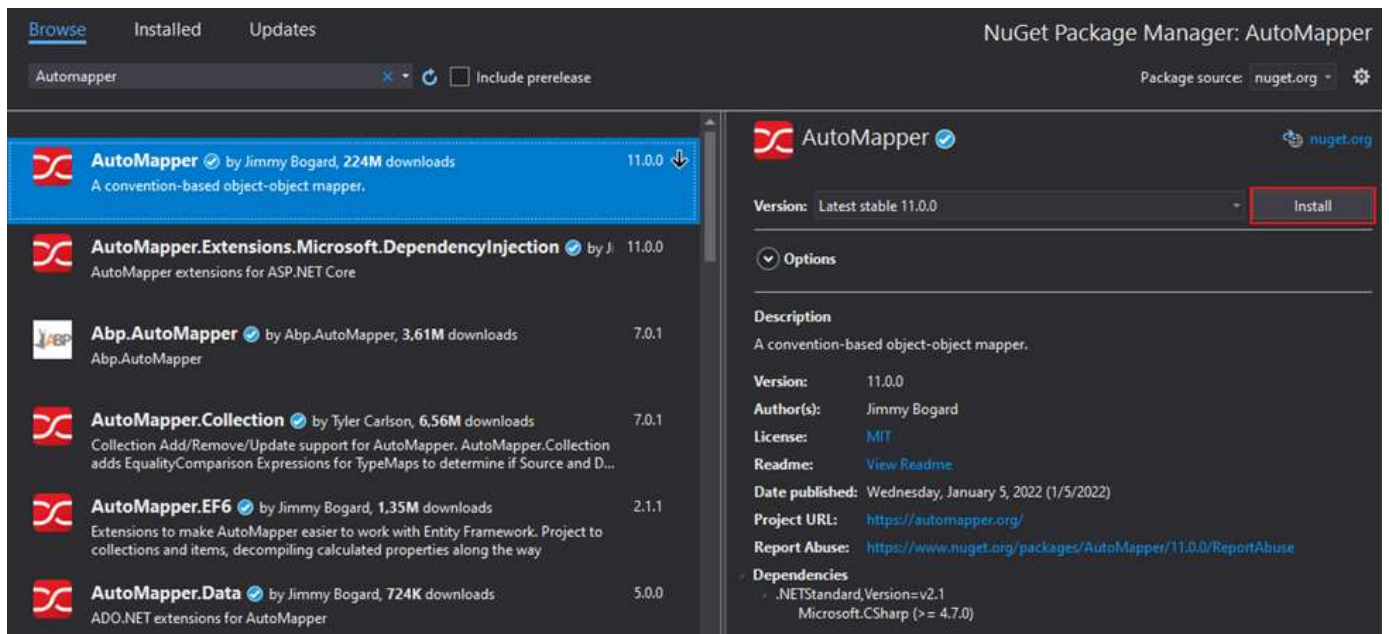 Browse Installed Updates
NuGet Package Manager: AutoMapper
Automapper
Include prerelease
Package source: nuget.org
AutoMapper by Jimmy Bogard, 224M downloads 11.0.0
A convention-based object-object mapper.
AutoMapper.Extensions.Microsoft.DependencyInjection by J 11.0.0
AutoMapper extensions for ASP.NET Core
ABP
Abp.AutoMapper by Abp.AutoMapper, 3,61M downloads 7.0.1
Abp.AutoMapper
AutoMapper.Collection by Tyler Carlson, 6,56M downloads 7.0.1
Collection Add/Remove/Update support for AutoMapper. AutoMapper.Collection
adds EqualityComparison Expressions for TypeMaps to determine if Source and D...
AutoMapper.EF6 by Jimmy Bogard, 1,35M downloads 2.1.1
Extensions to make AutoMapper easier to work with Entity Framework. Project to
collections and items, decompiling calculated properties along the way
AutoMapper.Data by Jimmy Bogard, 724K downloads 5.0.0
ADO.NET extensions for AutoMapper
AutoMapper
nuget.org
Version: Latest stable 11.0.0 Install
Options
Description
A convention-based object-object mapper.
Version: 11.0.0
Author(s): Jimmy Bogard
License: MIT
Readme: View Readme
Date published: Wednesday, January 5, 2022 (1/5/2022)
Project URL: https://automapper.org/
Report Abuse: https://www.nuget.org/packages/AutoMapper/11.0.0/ReportAbuse
Dependencies
.NETStandard,Version=v2.1
Microsoft.CSharp (>= 4.7.0)